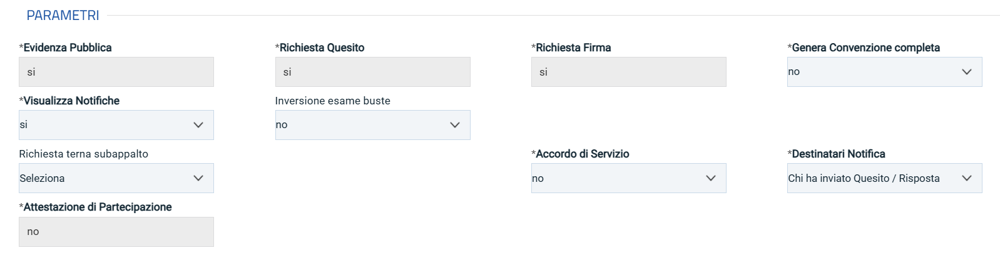 PARAMETRI
*Evidenza Pubblica *Richiesta Quesito *Richiesta Firma *Genera Convenzione completa
si si si no
*Visualizza Notifiche Inversione esame buste
si no
Richiesta terna subappalto *Accordo di Servizio *Destinatari Notifica
Seleziona no Chi ha inviato Quesito / Risposta
*Attestazione di Partecipazione
no